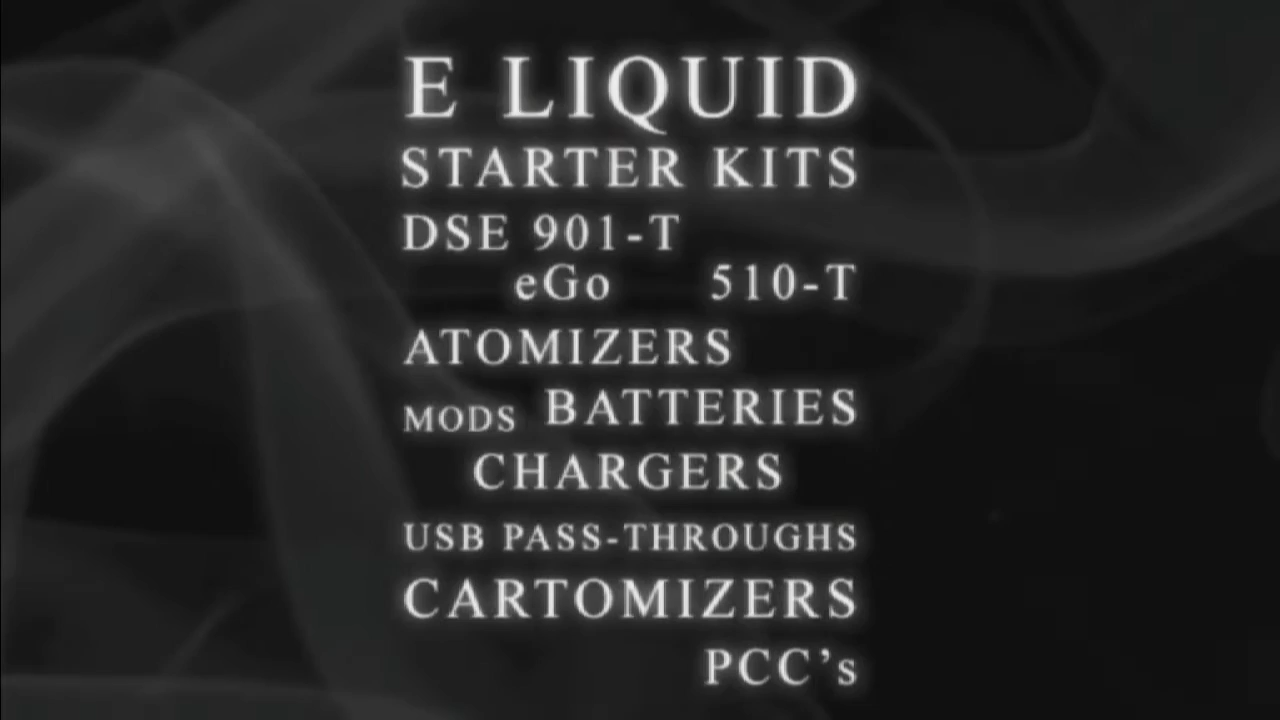 E LIQUID
STARTER KITS
DSE 901-T
eGo 510-T
ATOMIZERS
MODS BATTERIES
CHARGERS
USB PASS-THROUGHS
CARTOMIZERS
PCC’s